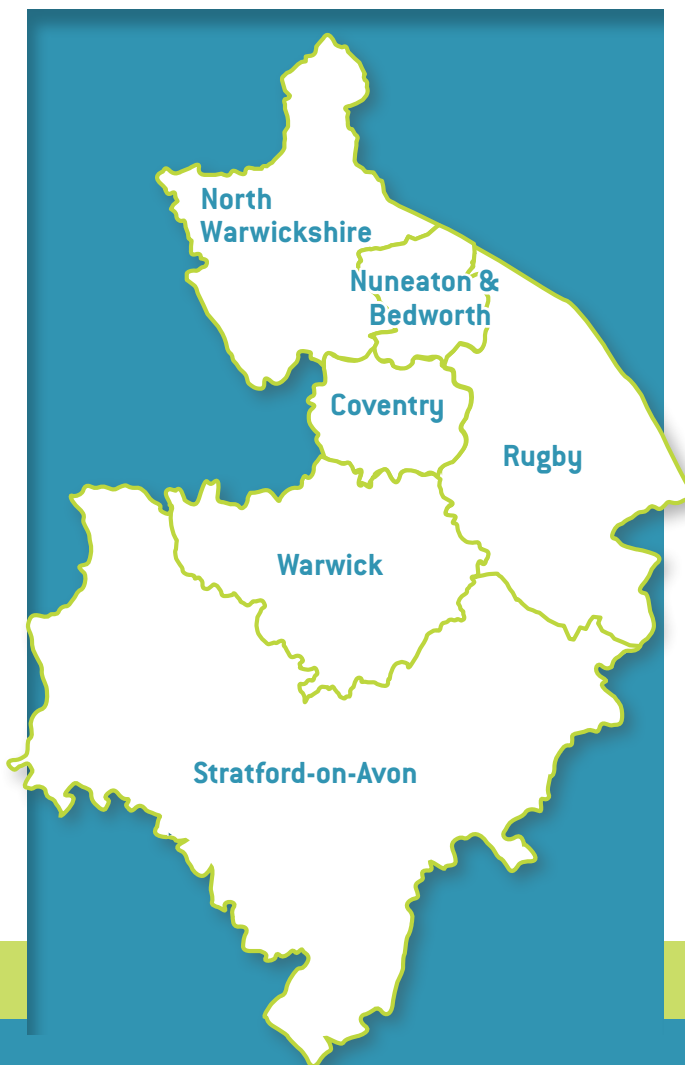 North
Warwickshire
Nuneaton &
Bedworth
Coventry
Rugby
Warwick
Stratford-on-Avon